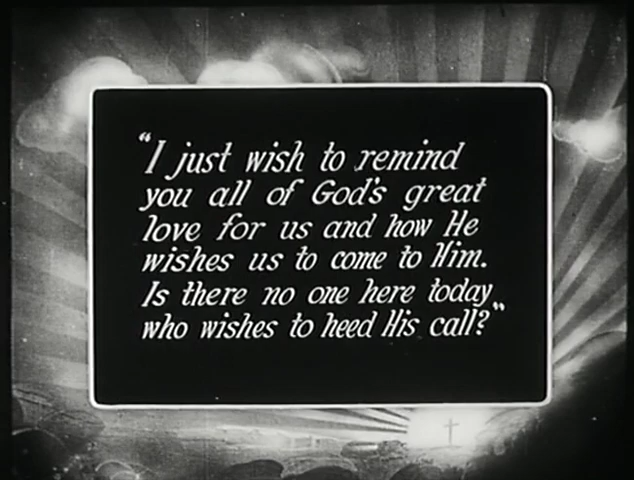 "I just wish to remind
you all of God's great
love for us and how He
wishes us to come to Him.
Is there no one here today
who wishes to heed His call?"